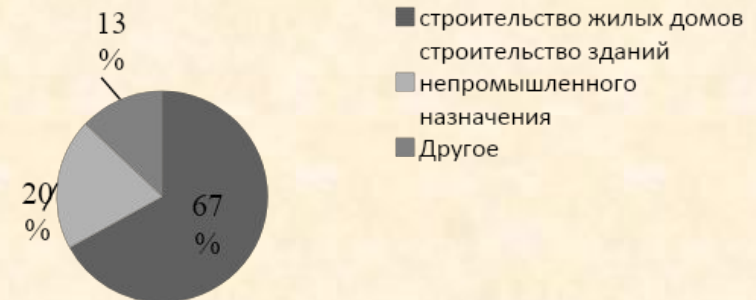 13
%
20
%
67
%
строительство жилых домов
строительство зданий
непромышленного
назначения
Другое